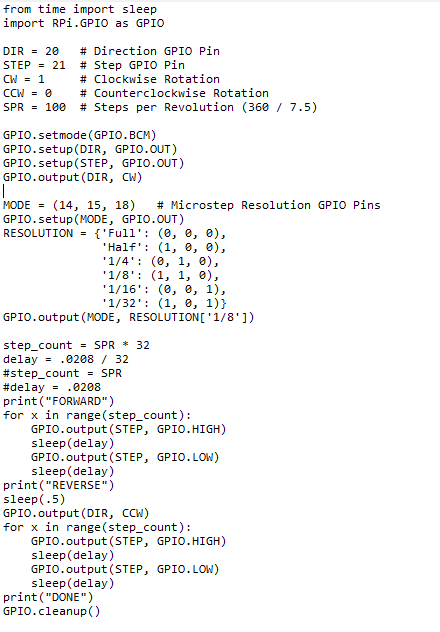 from time import sleep
import RPi.GPIO as GPIO

DIR = 20   # Direction GPIO Pin
STEP = 21  # Step GPIO Pin
CW = 1     # Clockwise Rotation
CCW = 0    # Counterclockwise Rotation
SPR = 100  # Steps per Revolution (360 / 7.5)

GPIO.setmode(GPIO.BCM)
GPIO.setup(DIR, GPIO.OUT)
GPIO.setup(STEP, GPIO.OUT)
GPIO.output(DIR, CW)

MODE = (14, 15, 18)   # Microstep Resolution GPIO Pins
GPIO.setup(MODE, GPIO.OUT)
RESOLUTION = {'Full': (0, 0, 0),
              'Half': (1, 0, 0),
              '1/4': (0, 1, 0),
              '1/8': (1, 1, 0),
              '1/16': (0, 0, 1),
              '1/32': (1, 0, 1)}
GPIO.output(MODE, RESOLUTION['1/8'])

step_count = SPR * 32
delay = .0208 / 32
#step_count = SPR
#delay = .0208
print("FORWARD")
for x in range(step_count):
    GPIO.output(STEP, GPIO.HIGH)
    sleep(delay)
    GPIO.output(STEP, GPIO.LOW)
    sleep(delay)
print("REVERSE")
sleep(.5)
GPIO.output(DIR, CCW)
for x in range(step_count):
    GPIO.output(STEP, GPIO.HIGH)
    sleep(delay)
    GPIO.output(STEP, GPIO.LOW)
    sleep(delay)
print("DONE")
GPIO.cleanup()